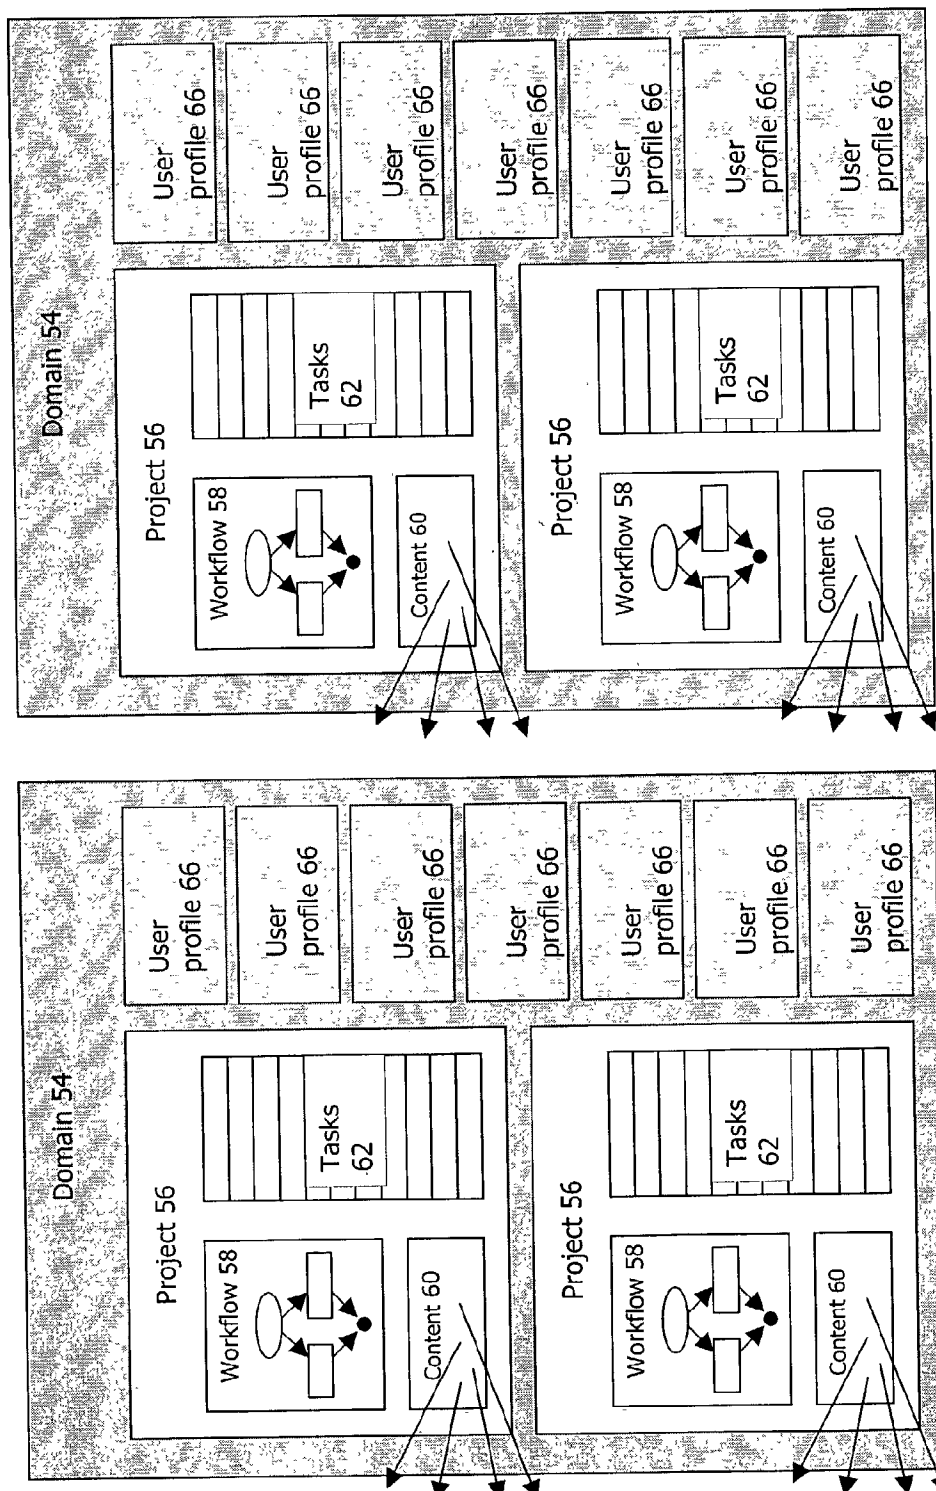 Domain 54
Project 56
Workflow 58
Content 60
Tasks
62
Project 56
Workflow 58
Content 60
Tasks
62
User
profile 66
User
profile 66
User
profile 66
User
profile 66
User
profile 66
User
profile 66
User
profile 66
Domain 54
Project 56
Workflow 58
Content 60
Tasks
62
Project 56
Workflow 58
Content 60
Tasks
62
User
profile 66
User
profile 66
User
profile 66
User
profile 66
User
profile 66
User
profile 66
User
profile 66